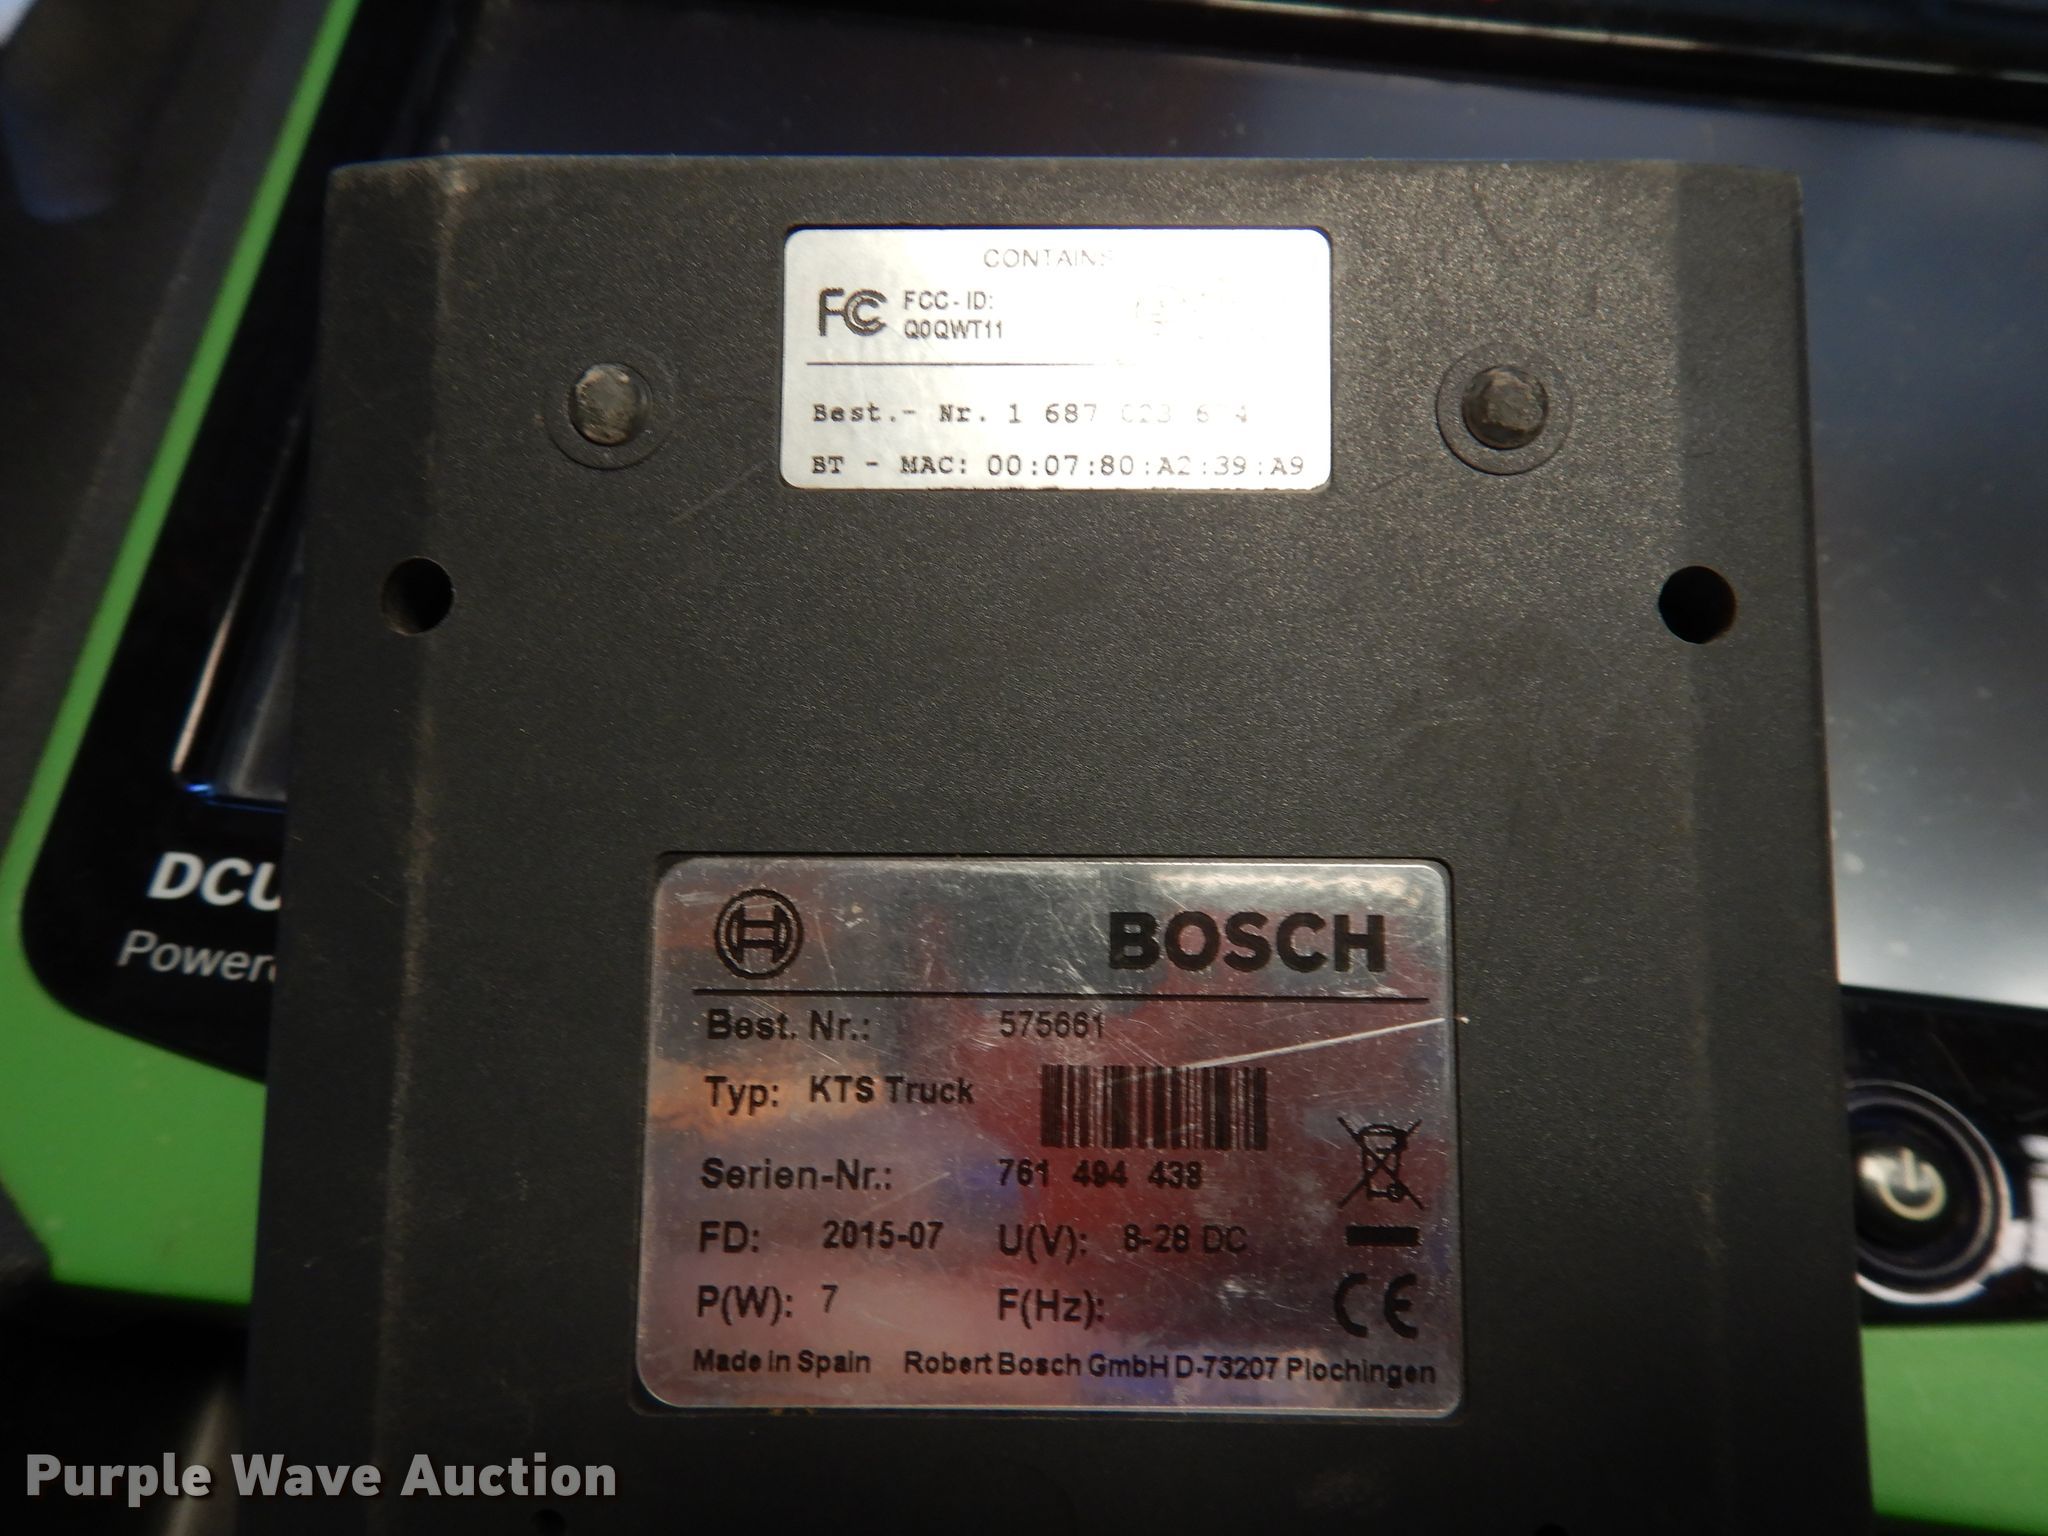 CONTAINS
FC FCC-ID:
Q0QWT11
Best.- Nr. 1 687
BT - MAC: 00:07:80:A2:39:A9
DCU
Power
BOSCH
Best. Nr.: 575661
Typ: KTS Truck
Serien-Nr.: 761 494 438
FD: 2015-07 U(V): 8-28 DC
P(W): 7 F(Hz):
CE
Made in Spain Robert Bosch GmbH D-73207 Plochingen
Purple Wave Auction